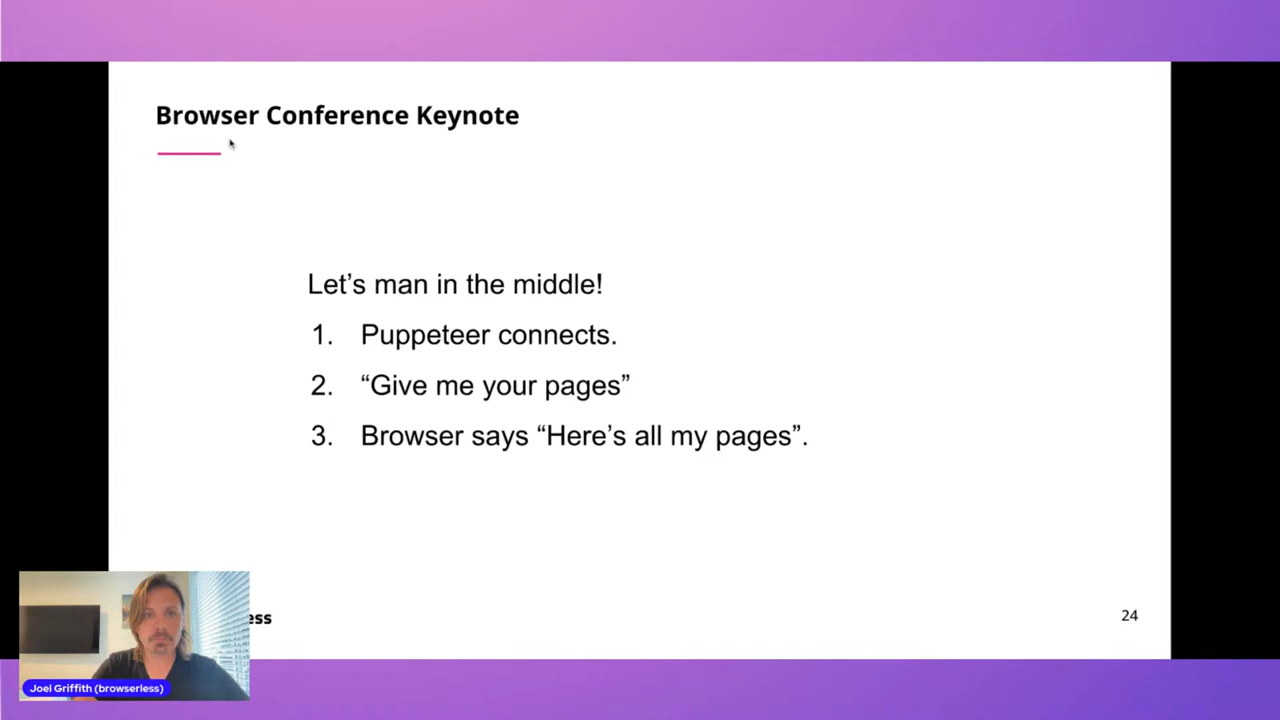 Browser Conference Keynote
Let’s man in the middle!
1. Puppeteer connects.
2. “Give me your pages”
3. Browser says “Here’s all my pages”.
ess
24
Joel Griffith (browserless)